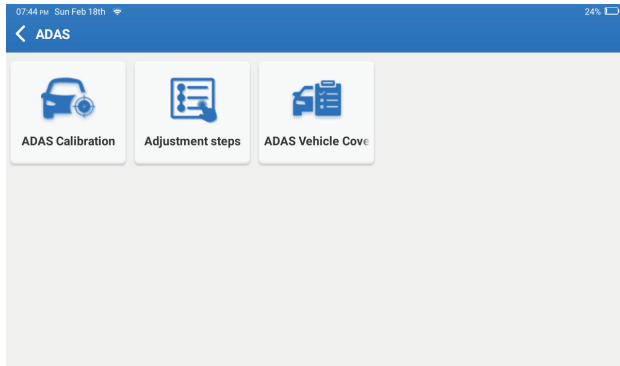 07:44 PM Sun Feb 18th
24%
ADAS
ADAS Calibration
Adjustment steps
ADAS Vehicle Cove